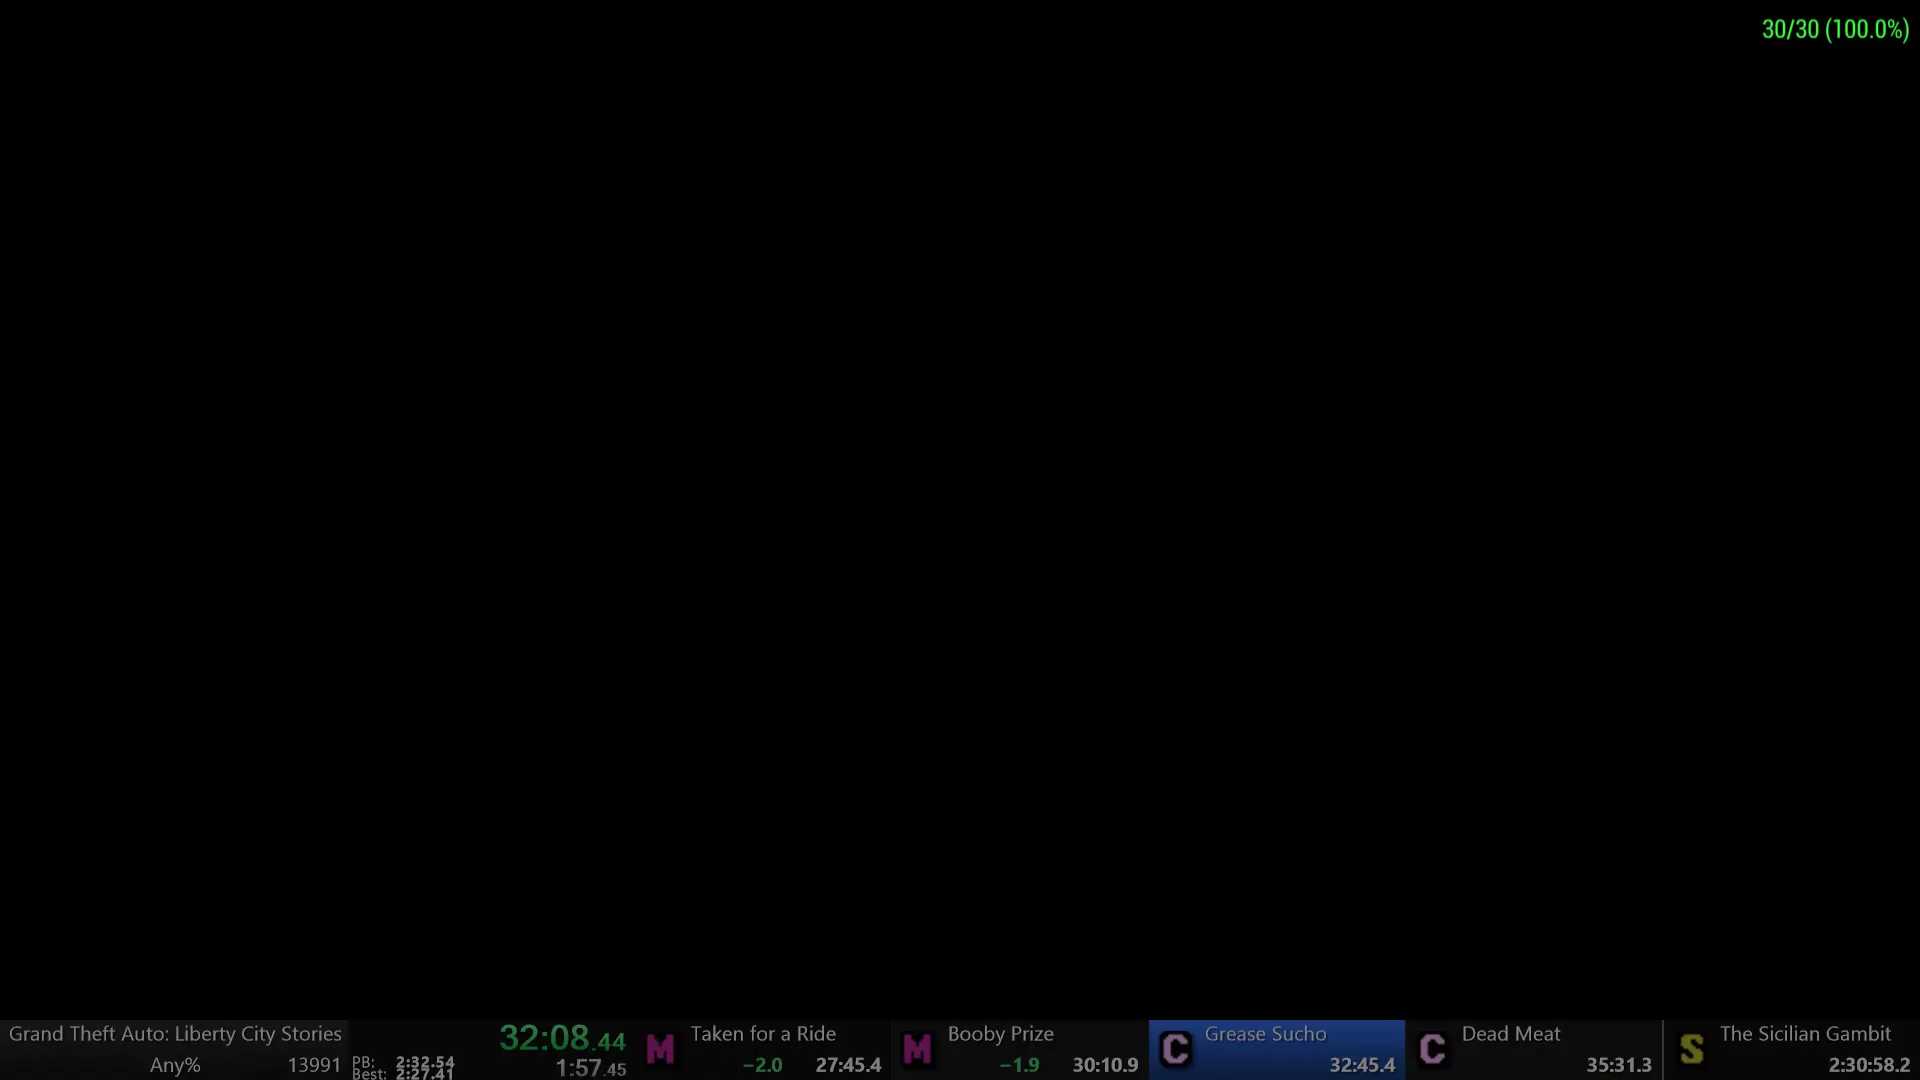 30/30 (100.0%)
Grand Theft Auto: Liberty City Stories
Any% 13991
PB: 2:32.54
Best: 2:27.41
32:08.44
1:57.45
M Taken for a Ride
−2.0 27:45.4
M Booby Prize
−1.9 30:10.9
C Grease Sucho
32:45.4
C Dead Meat
35:31.3
S The Sicilian Gambit
2:30:58.2